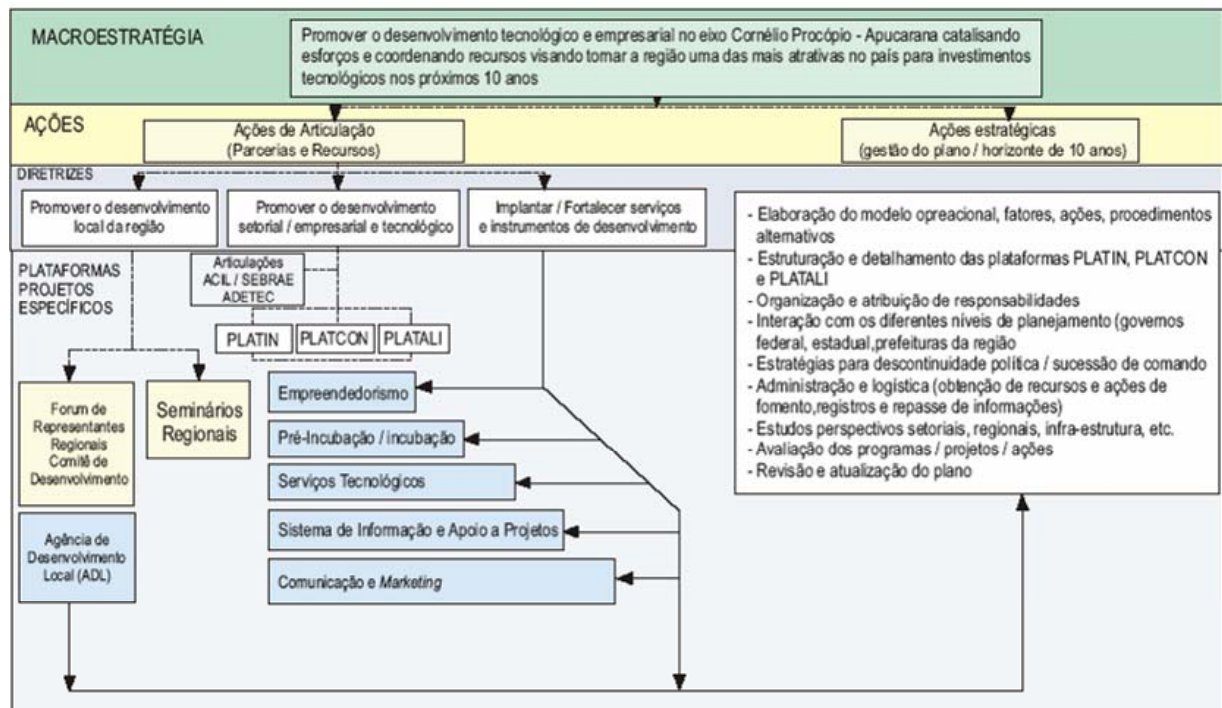 MACROESTRATÉGIA
Promover o desenvolvimento tecnológico e empresarial no eixo Cornélio Procópio - Apucarana catalisando
esforços e coordenando recursos visando tornar a região uma das mais atrativas no país para investimentos
tecnológicos nos próximos 10 anos
AÇÕES
Ações de Articulação
(Parcerias e Recursos)
Ações estratégicas
(gestão do plano / horizonte de 10 anos)
DIRETRIZES
Promover o desenvolvimento
local da região
Promover o desenvolvimento
setorial / empresarial e tecnológico
Implantar / Fortalecer serviços
e instrumentos de desenvolvimento
PLATAFORMAS
PROJETOS
ESPECÍFICOS
Articulações
ACIL / SEBRAE
ADETEC
PLATIN
PLATCON
PLATALI
Forum de
Representantes
Regionais
Comitê de
Desenvolvimento
Seminários
Regionais
Agência de
Desenvolvimento
Local (ADL)
Empreendedorismo
Pré-Incubação / incubação
Serviços Tecnológicos
Sistema de Informação e Apoio a Projetos
Comunicação e Marketing
- Elaboração do modelo opreacional, fatores, ações, procedimentos
alternativos
- Estruturação e detalhamento das plataformas PLATIN, PLATCON
e PLATALI
- Organização e atribuição de responsabilidades
- Interação com os diferentes níveis de planejamento (governos
federal, estadual,prefeituras da região
- Estratégias para descontinuidade política / sucessão de comando
- Administração e logística (obtenção de recursos e ações de
fomento,registros e repasse de informações)
- Estudos perspectivos setoriais, regionais, infra-estrutura, etc.
- Avaliação dos programas / projetos / ações
- Revisão e atualização do plano